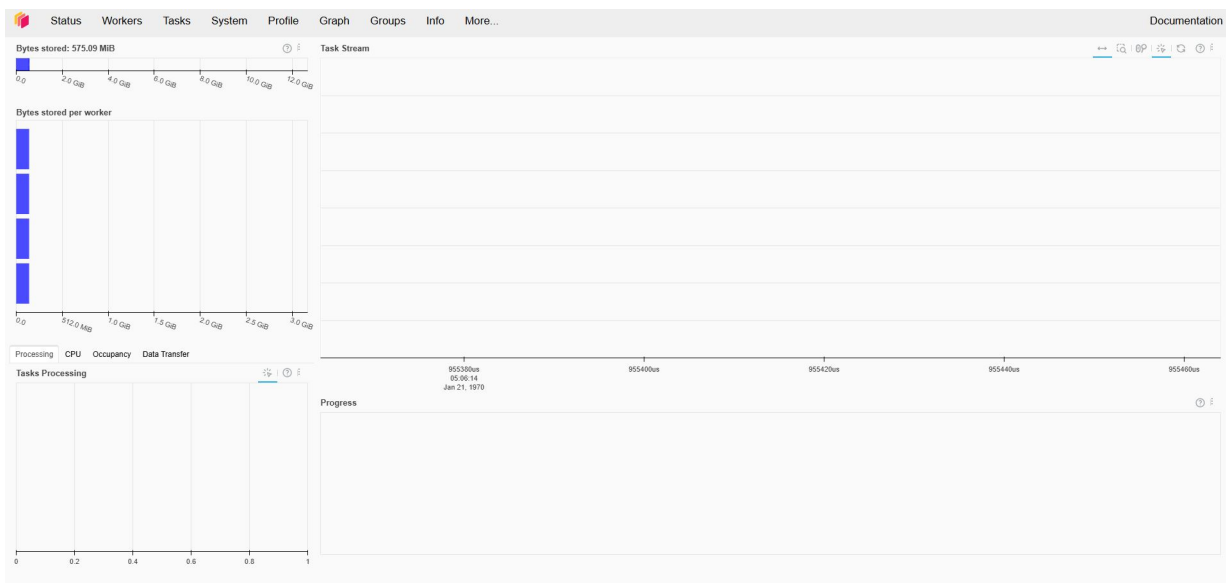 Status Workers Tasks System Profile Graph Groups Info More... Documentation
Bytes stored: 575.09 MiB
0.0 2.0 GiB 4.0 GiB 6.0 GiB 8.0 GiB 10.0 GiB 12.0 GiB
Bytes stored per worker
0.0 512.0 MiB 1.0 GiB 1.5 GiB 2.0 GiB 2.5 GiB 3.0 GiB
Processing CPU Occupancy Data Transfer
Tasks Processing
0 0.2 0.4 0.6 0.8 1
Task Stream
955380us 955400us 955420us 955440us 955460us
05:06:14
Jan 21, 1970
Progress